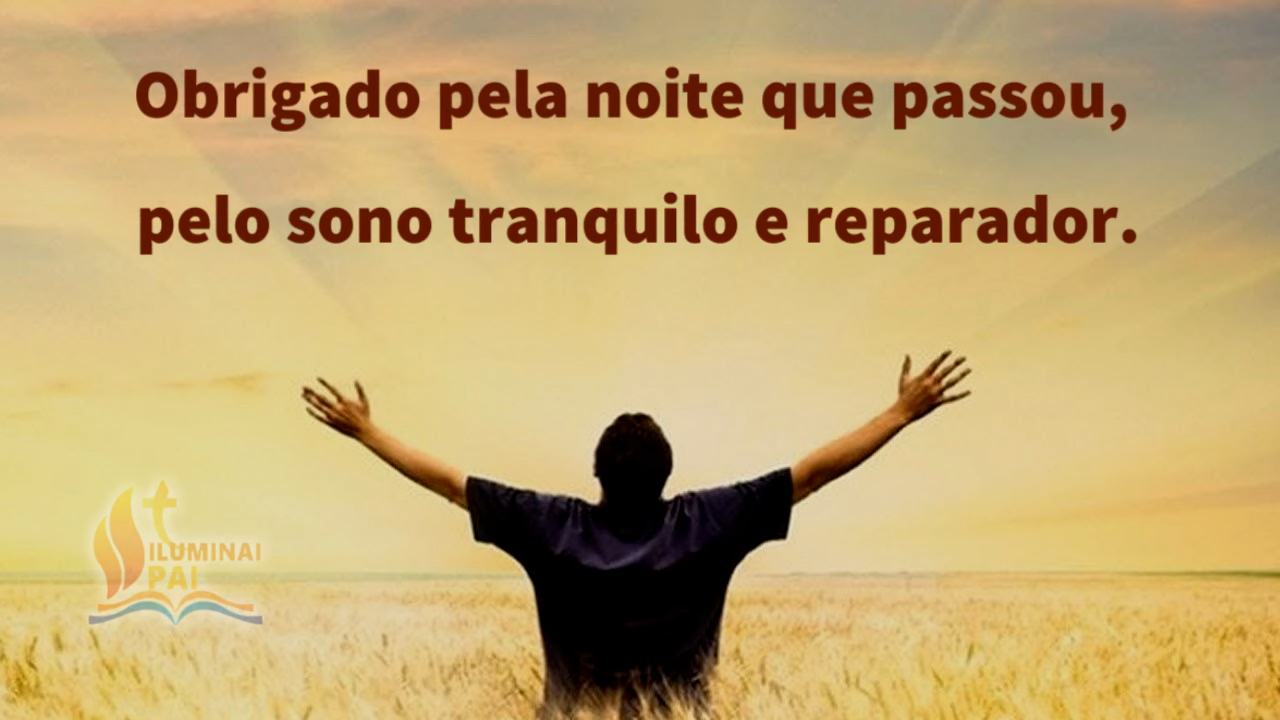 Obrigado pela noite que passou,
pelo sono tranquilo e reparador.
ILUMINAI
PAI